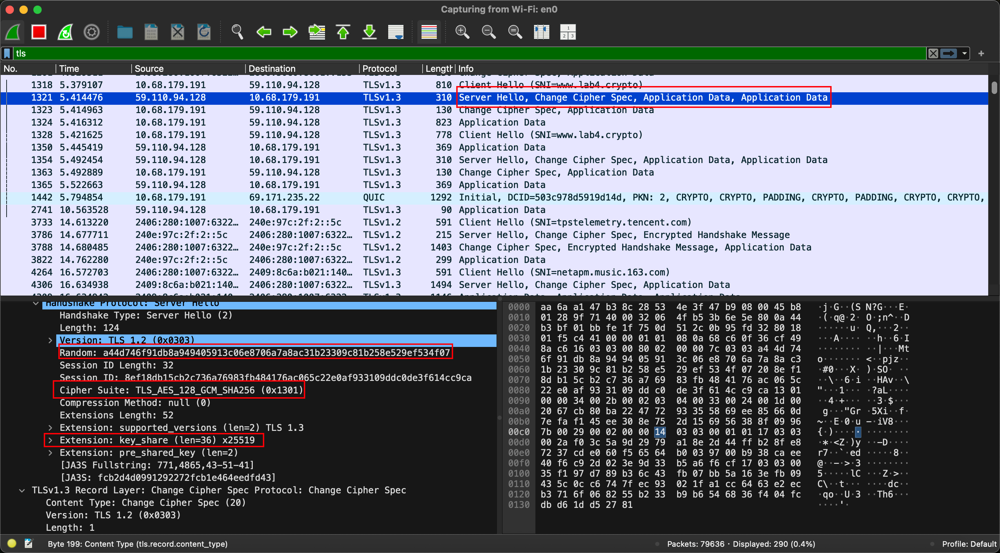 Capturing from Wi-Fi: en0
tls
No. Time Source Destination Protocol Length Info
1318 5.379107 10.68.179.191 59.110.94.128 TLSv1.3 810 Client Hello (SNI=www.lab4.crypto)
1321 5.414476 59.110.94.128 10.68.179.191 TLSv1.3 310 Server Hello, Change Cipher Spec, Application Data, Application Data
1323 5.414963 10.68.179.191 59.110.94.128 TLSv1.3 130 Change Cipher Spec, Application Data
1324 5.416312 10.68.179.191 59.110.94.128 TLSv1.3 823 Application Data
1328 5.421625 10.68.179.191 59.110.94.128 TLSv1.3 778 Client Hello (SNI=www.lab4.crypto)
1350 5.445419 59.110.94.128 10.68.179.191 TLSv1.3 369 Application Data
1354 5.492454 59.110.94.128 10.68.179.191 TLSv1.3 310 Server Hello, Change Cipher Spec, Application Data, Application Data
1363 5.492889 10.68.179.191 59.110.94.128 TLSv1.3 130 Change Cipher Spec, Application Data
1365 5.522663 59.110.94.128 10.68.179.191 TLSv1.3 369 Application Data
1442 5.794854 10.68.179.191 69.171.235.22 QUIC 1292 Initial, DCID=503c978d5919d14d, PKN: 2, CRYPTO, CRYPTO, PADDING, CRYPTO, PADDING, CRYPTO, CRYPTO,
2741 10.563528 59.110.94.128 10.68.179.191 TLSv1.3 90 Application Data
3733 14.613220 2406:280:1007:6322… 240e:97c:2f:2::5c TLSv1.2 591 Client Hello (SNI=tpstelemetry.tencent.com)
3786 14.677711 240e:97c:2f:2::5c 2406:280:1007:6322… TLSv1.2 215 Server Hello, Change Cipher Spec, Encrypted Handshake Message
3788 14.680485 2406:280:1007:6322… 240e:97c:2f:2::5c TLSv1.2 1403 Change Cipher Spec, Encrypted Handshake Message, Application Data
3822 14.762280 240e:97c:2f:2::5c 2406:280:1007:6322… TLSv1.2 299 Application Data
4264 16.572703 2406:280:1007:6322… 2409:8c6a:b021:140… TLSv1.3 591 Client Hello (SNI=netapm.music.163.com)
4306 16.634938 2409:8c6a:b021:140… 2406:280:1007:6322… TLSv1.3 1494 Server Hello, Change Cipher Spec, Application Data
Handshake Protocol: Server Hello
Handshake Type: Server Hello (2)
Length: 124
Version: TLS 1.2 (0x0303)
Random: a44d746f91db8a949405913c06e8706a7a8ac31b23309c81b258e529ef534f07
Session ID Length: 32
Session ID: 8ef18db15cb2c736a76983fb484176ac065c22e0af933109ddc0de3f614cc9ca
Cipher Suite: TLS_AES_128_GCM_SHA256 (0x1301)
Compression Method: null (0)
Extensions Length: 52
Extension: supported_versions (len=2) TLS 1.3
Extension: key_share (len=36) x25519
Extension: pre_shared_key (len=2)
[JA3S Fullstring: 771,4865,43-51-41]
[JA3S: fcb2d4d0991292272fcb1e464eedfd43]
TLSv1.3 Record Layer: Change Cipher Spec Protocol: Change Cipher Spec
Content Type: Change Cipher Spec (20)
Version: TLS 1.2 (0x0303)
Length: 1
0000 aa 6a a1 47 b3 8c 28 53 4e 3f 47 b9 08 00 45 b8 ·j·G··(S N?G···E·
0010 01 28 9f 71 40 00 32 06 4f b5 3b 6e 5e 80 0a 44 ·(·q@·2· O·;n^··D
0020 b3 bf 01 bb fe 1f 75 0d 51 2c 0b 95 fd 32 80 18 ······u· Q,···2··
0030 01 f5 c4 41 00 00 01 01 08 0a 68 c6 0f 36 cf 49 ···A···· ··h··6·I
0040 8a c6 16 03 03 00 80 02 00 00 7c 03 03 a4 4d 74 ········ ··|···Mt
0050 6f 91 db 8a 94 94 05 91 3c 06 e8 70 6a 7a 8a c3 o······· <··pjz··
0060 1b 23 30 9c 81 b2 58 e5 29 ef 53 4f 07 20 8e f1 ·#0···X· )·SO· ··
0070 8d b1 5c b2 c7 36 a7 69 83 fb 48 41 76 ac 06 5c ··\··6·i ··HAv··\
0080 22 e0 af 93 31 09 dd c0 de 3f 61 4c c9 ca 13 01 "···1··· ·?aL····
0090 00 00 34 00 2b 00 02 03 04 00 33 00 24 00 1d 00 ··4·+··· ··3·$···
00a0 20 67 cb 80 ba 22 47 72 93 35 58 69 ee 85 66 0d  g···"Gr ·5Xi··f·
00b0 7e fa f1 45 ee 30 8e 75 2d 15 69 56 38 8f 09 96 ~··E·0·u -·iV8···
00c0 7b 00 29 00 02 00 00 14 03 03 00 01 01 17 03 03 {·)····· ········
00d0 00 2a f0 3c 5a 9d 29 79 a1 8e 2d 44 ff b2 8f e8 ·*·<Z·)y ··-D····
00e0 72 37 cd e0 60 f5 65 64 b0 03 97 00 b9 38 ca ee r7··`·ed ·····8··
00f0 40 f6 c9 2d 02 3e 9d 33 b5 a6 f6 cf 17 03 03 00 @··-·>·3 ········
0100 35 f1 97 d7 89 b3 6c 43 fb 07 bb 5a 16 3e fb 09 5·····lC ···Z·>··
0110 43 5c 0c c6 74 7f ec 93 02 1f a1 cc 64 63 e2 ec C\··t··· ····dc··
0120 b3 71 6f 06 82 55 b2 33 b9 b6 54 68 36 f4 04 fc ·qo··U·3 ··Th6···
0130 db d6 1d d5 27 81 ····'·
Byte 199: Content Type (tls.record.content_type) Packets: 79636 · Displayed: 290 (0.4%) Profile: Default